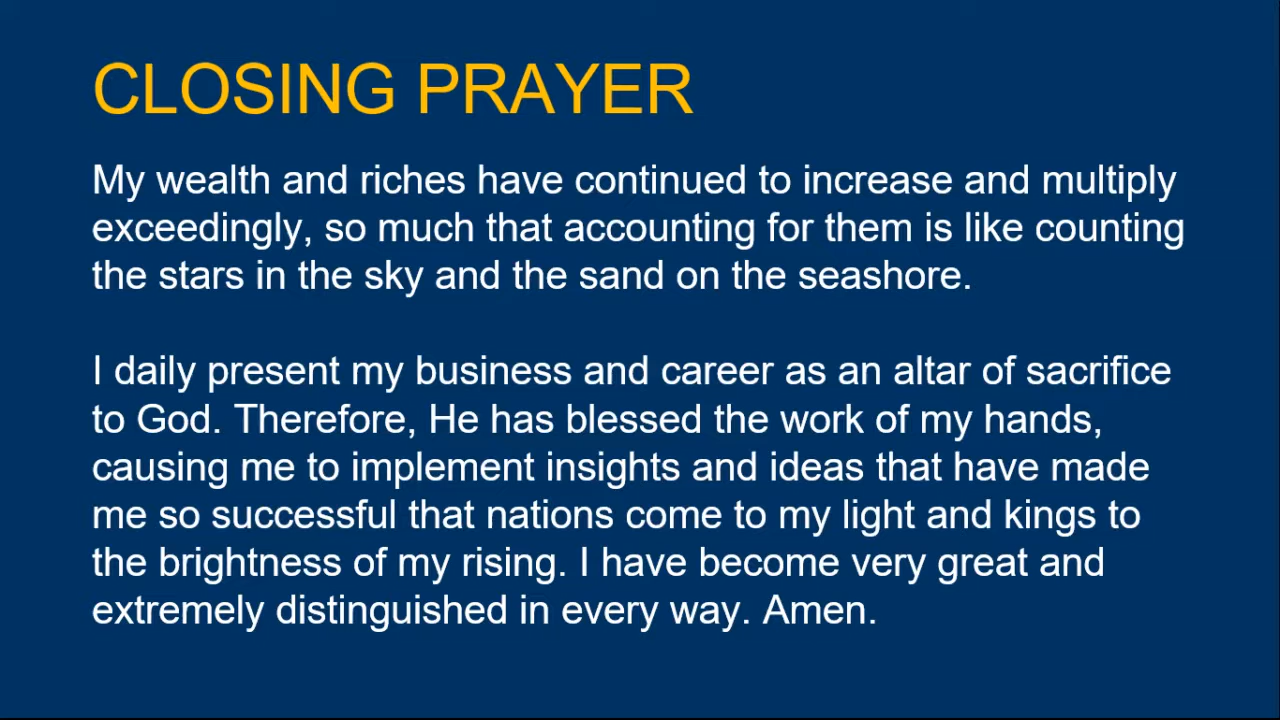 CLOSING PRAYER
My wealth and riches have continued to increase and multiply
exceedingly, so much that accounting for them is like counting
the stars in the sky and the sand on the seashore.
I daily present my business and career as an altar of sacrifice
to God. Therefore, He has blessed the work of my hands,
causing me to implement insights and ideas that have made
me so successful that nations come to my light and kings to
the brightness of my rising. I have become very great and
extremely distinguished in every way. Amen.